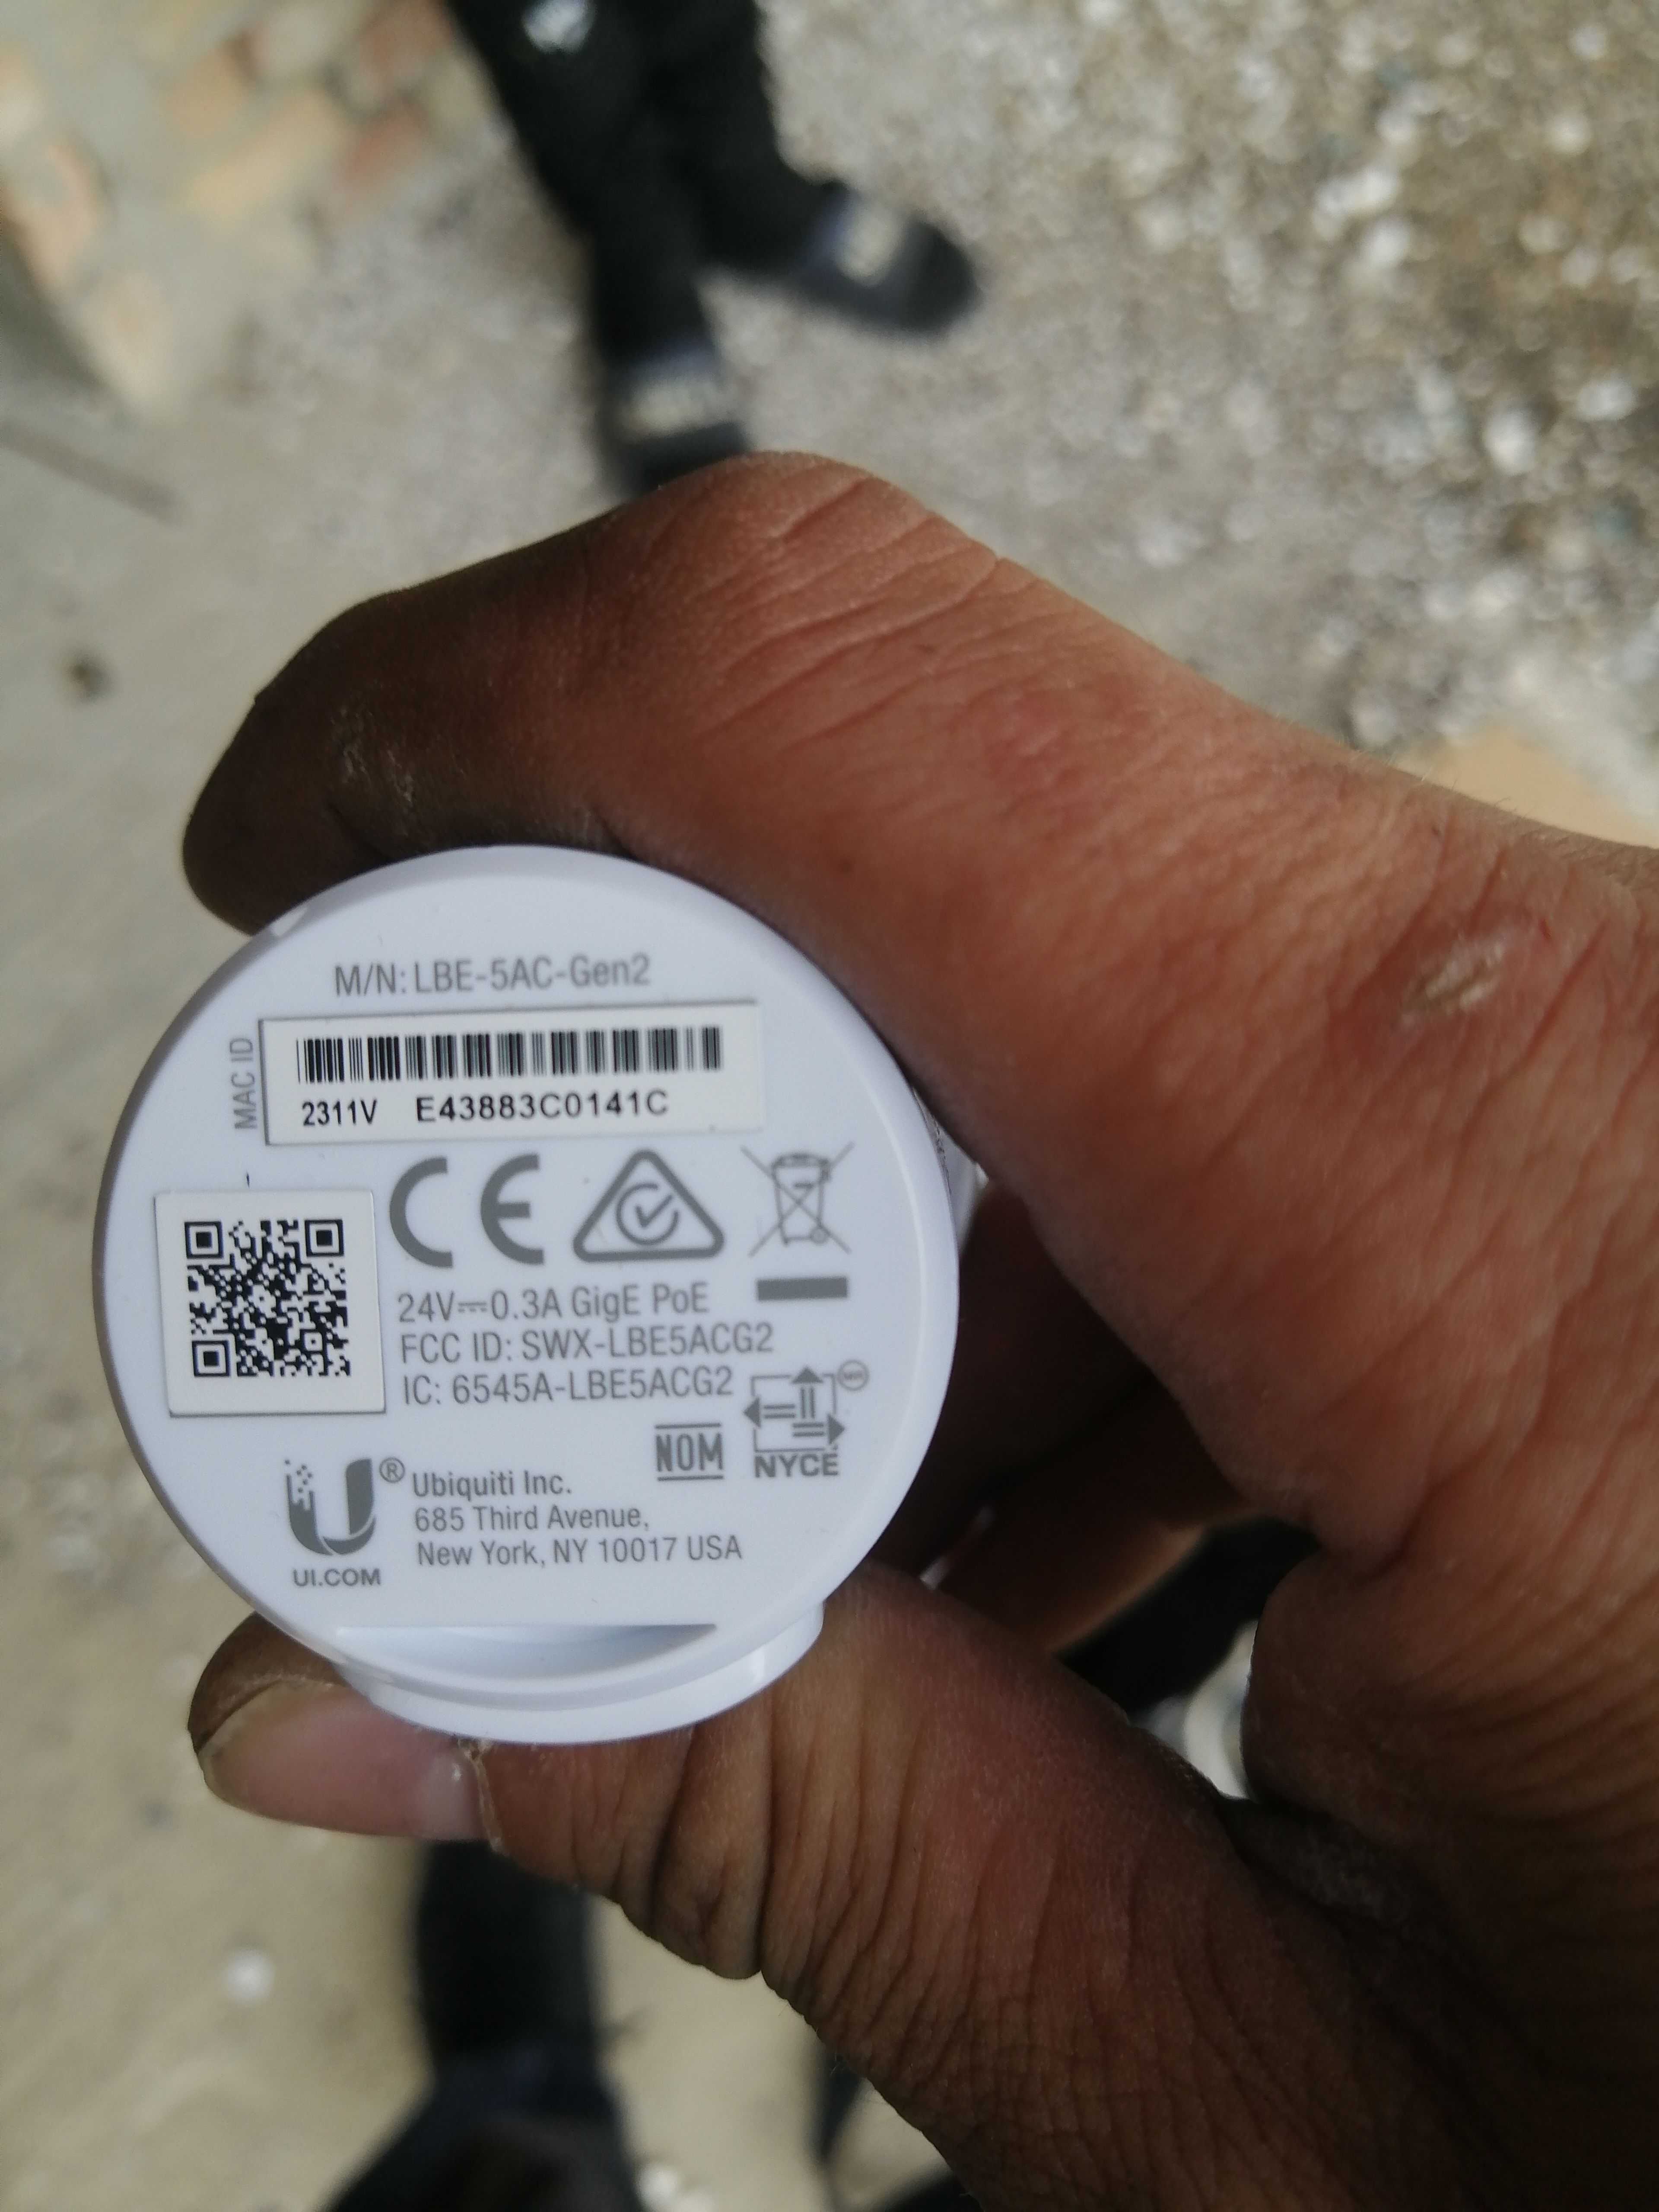 M/N: LBE-5AC-Gen2
MAC ID
2311V E43883C0141C
CE
24V⎓0.3A GigE PoE
FCC ID: SWX-LBE5ACG2
IC: 6545A-LBE5ACG2
NOM
NYCE
® Ubiquiti Inc.
685 Third Avenue,
New York, NY 10017 USA
UI.COM